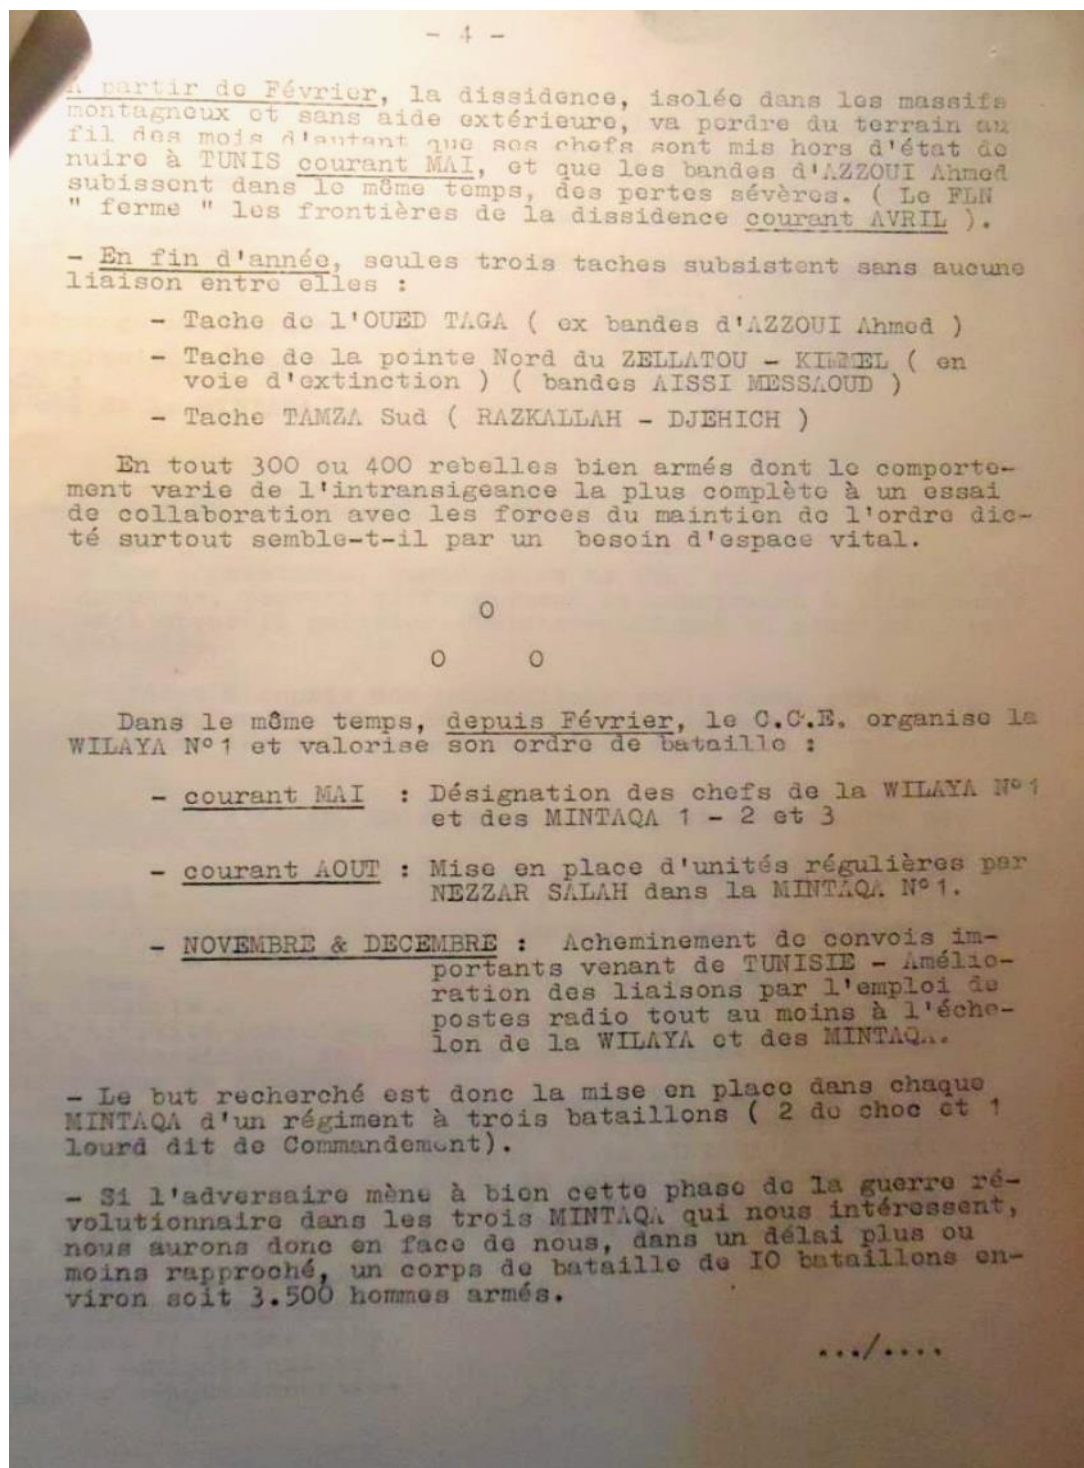 - 4 -
A partir de Février, la dissidence, isolée dans les massifs
montagneux et sans aide extérieure, va perdre du terrain au
fil des mois d'autant que ses chefs sont mis hors d'état de
nuire à TUNIS courant MAI, et que les bandes d'AZZOUI Ahmed
subissent dans le même temps, des pertes sévères. ( Le FLN
" ferme " les frontières de la dissidence courant AVRIL ).
- En fin d'année, seules trois taches subsistent sans aucune
liaison entre elles :
- Tache de l'OUED TAGA ( ex bandes d'AZZOUI Ahmed )
- Tache de la pointe Nord du ZELLATOU - KIMMEL ( en
voie d'extinction ) ( bandes AISSI MESSAOUD )
- Tache TAMZA Sud ( RAZKALLAH - DJEHICH )
En tout 300 ou 400 rebelles bien armés dont le comporte-
ment varie de l'intransigeance la plus complète à un essai
de collaboration avec les forces du maintien de l'ordre dic-
té surtout semble-t-il par un besoin d'espace vital.
O
O O
Dans le même temps, depuis Février, le C.C.E. organise la
WILAYA N°1 et valorise son ordre de bataille :
- courant MAI : Désignation des chefs de la WILAYA N°1
et des MINTAQA 1 - 2 et 3
- courant AOUT : Mise en place d'unités régulières par
NEZZAR SALAH dans la MINTAQA N°1.
- NOVEMBRE & DECEMBRE : Acheminement de convois im-
portants venant de TUNISIE - Amélio-
ration des liaisons par l'emploi de
postes radio tout au moins à l'éche-
lon de la WILAYA et des MINTAQA.
- Le but recherché est donc la mise en place dans chaque
MINTAQA d'un régiment à trois bataillons ( 2 de choc et 1
lourd dit de Commandement).
- Si l'adversaire mène à bien cette phase de la guerre ré-
volutionnaire dans les trois MINTAQA qui nous intéressent,
nous aurons donc en face de nous, dans un délai plus ou
moins rapproché, un corps de bataille de IO bataillons en-
viron soit 3.500 hommes armés.
.../....